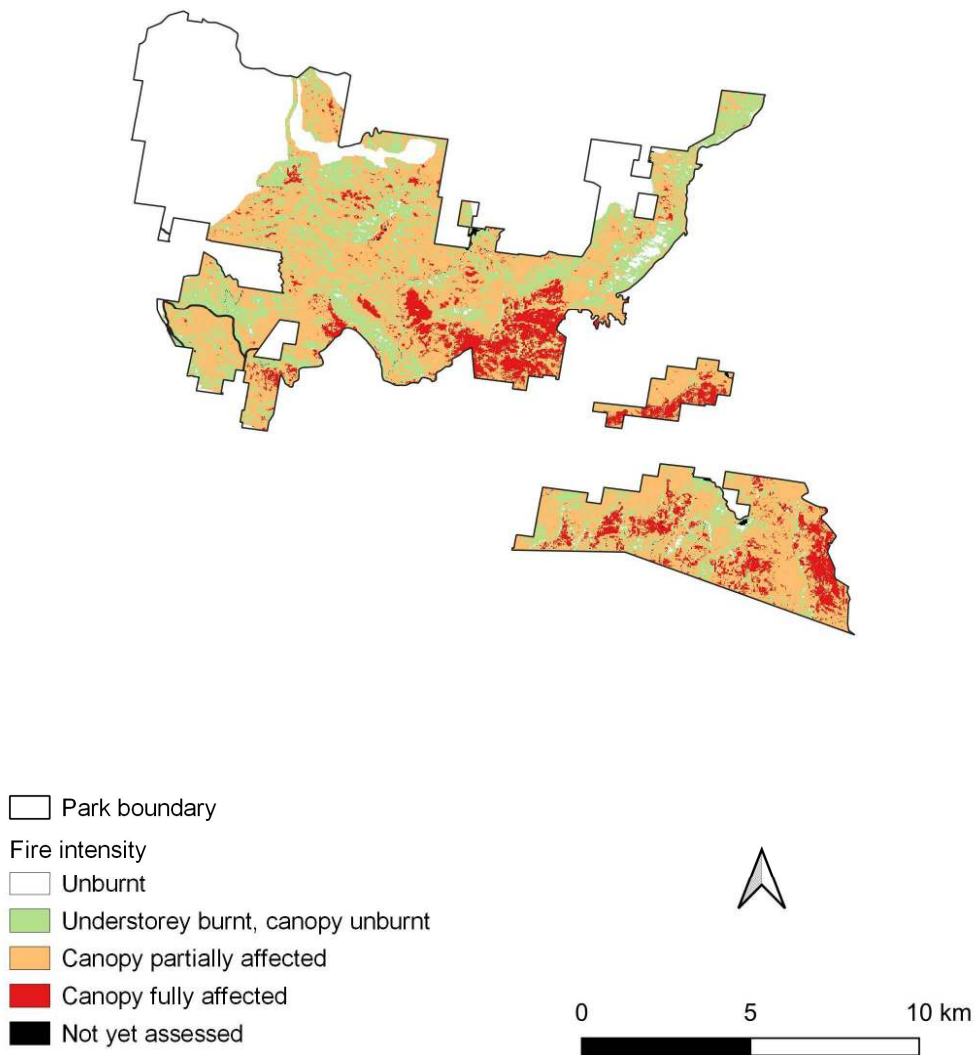 Park boundary
Fire intensity
Unburnt
Understorey burnt, canopy unburnt
Canopy partially affected
Canopy fully affected
Not yet assessed
0 5 10 km